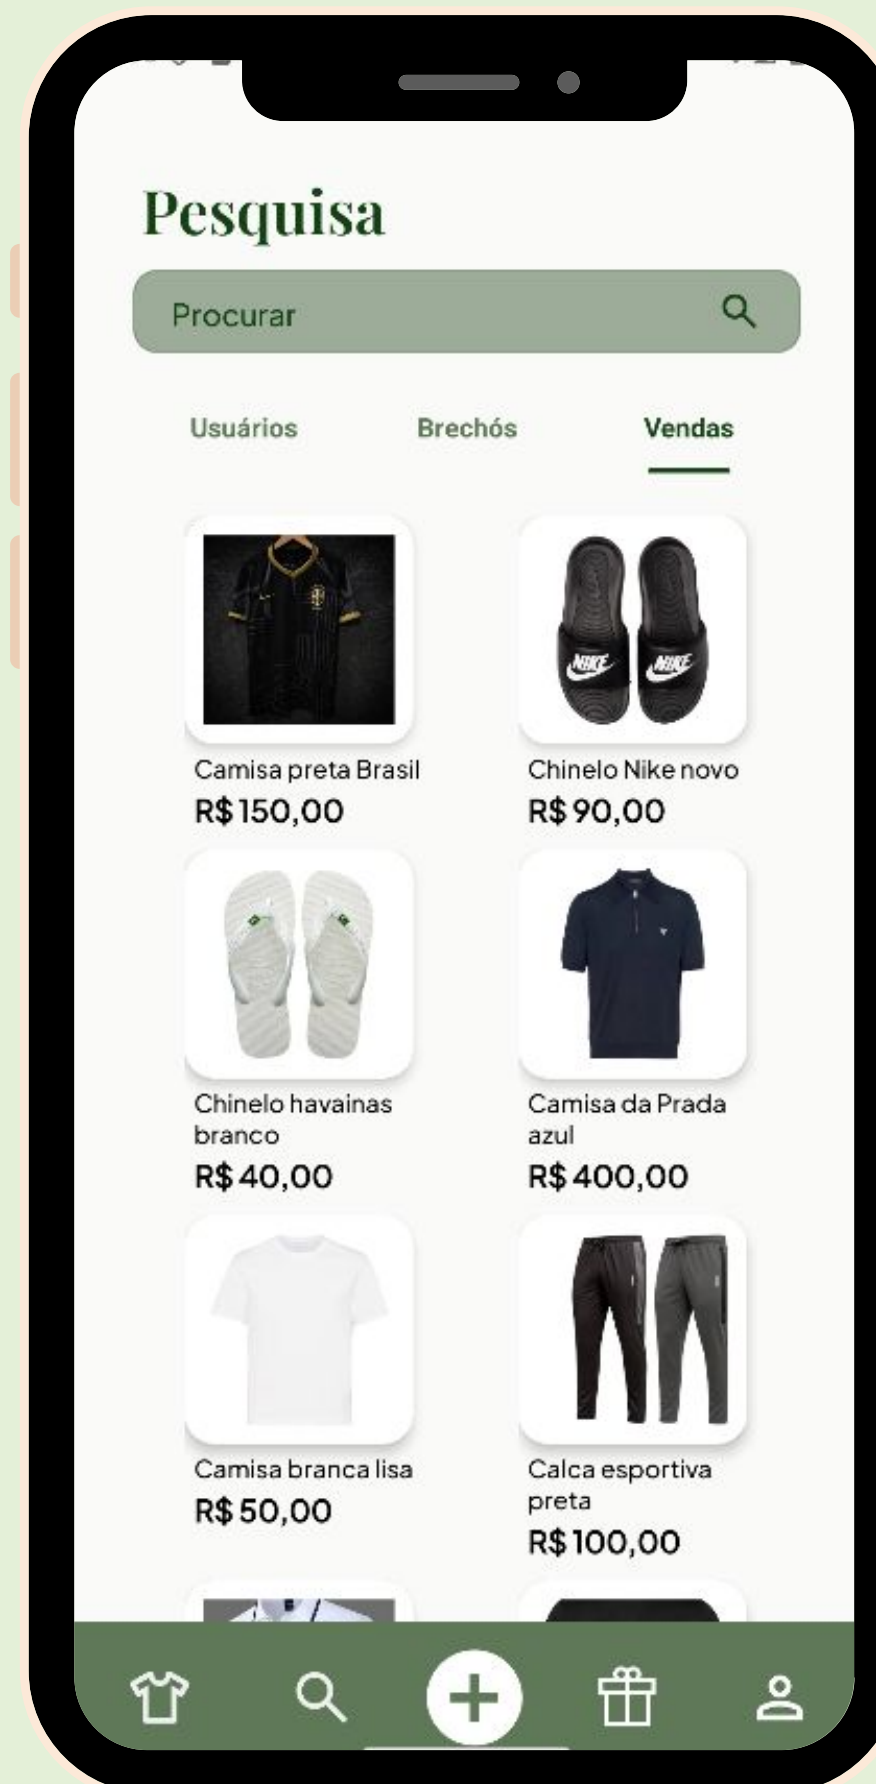 Pesquisa
Procurar
Usuários
Brechós
Vendas
NIKE
NIKE
Camisa preta Brasil
R$ 150,00
Chinelo Nike novo
R$ 90,00
Chinelo havainas
branco
R$ 40,00
Camisa da Prada
azul
R$ 400,00
Camisa branca lisa
R$ 50,00
Calca esportiva
preta
R$ 100,00